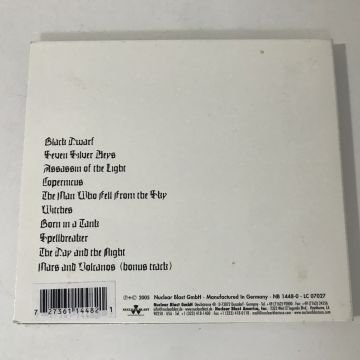 Black Dwarf
Seven Silver Keys
Assassin of the Light
Copernicus
The Man Who Fell From the Sky
Witches
Born in a Tank
Spellbreaker
The Day and the Night
Mars and Volcanos (bonus track)
℗+© 2005 Nuclear Blast GmbH · Manufactured in Germany · NB 1448-0 · LC 07027
7 27361 14482 1
NUCLEAR BLAST